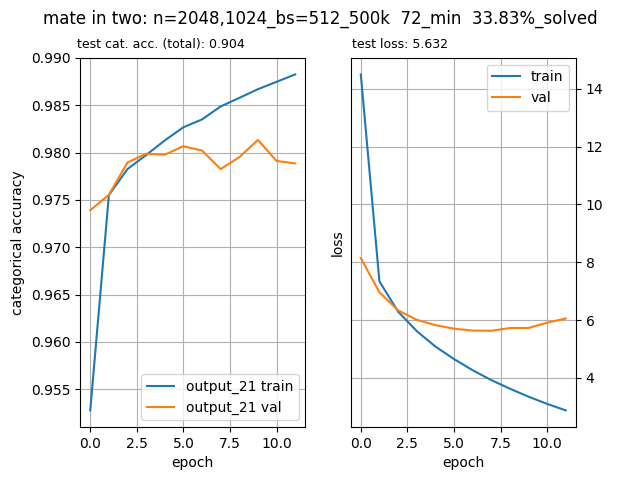 mate in two: n=2048,1024_bs=512_500k  72_min  33.83%_solved
test cat. acc. (total): 0.904
0.990
0.985
0.980
0.975
0.970
0.965
0.960
0.955
categorical accuracy
output_21 train
output_21 val
0.0 2.5 5.0 7.5 10.0
epoch
test loss: 5.632
train
val
14
12
10
8
6
4
loss
0.0 2.5 5.0 7.5 10.0
epoch